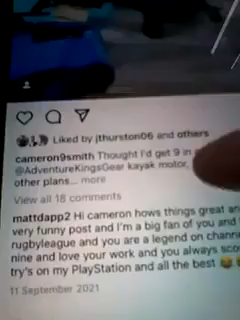 Liked by jthurston06 and others
cameron9smith Thought I'd get 9 in
@AdventureKingsGear kayak motor,
other plans... more
View all 18 comments
mattdapp2 Hi cameron hows things great an
very funny post and I'm a big fan of you and
rugbyleague and you are a legend on chann
nine and love your work and you always sco
try's on my PlayStation and all the best 😂
11 September 2021